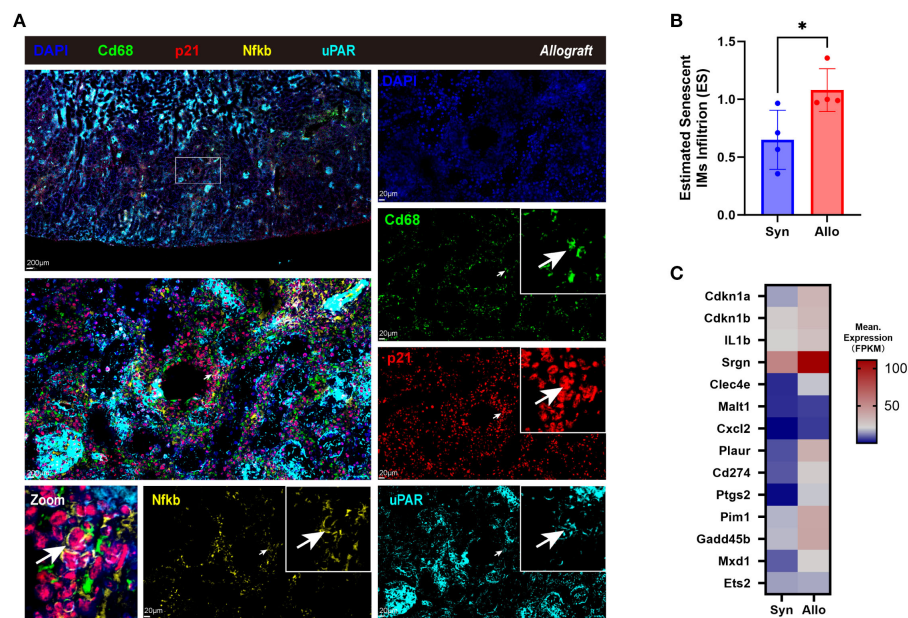 A
DAPI Cd68 p21 Nfkb uPAR Allograft
200μm
DAPI
20μm
Cd68
20μm
p21
20μm
Zoom
Nfkb
20μm
uPAR
20μm
B
*
Estimated Senescent
IMs Infiltrtion (ES)
1.5
1.0
0.5
0.0
Syn Allo
C
Cdkn1a
Cdkn1b
IL1b
Srgn
Clec4e
Malt1
Cxcl2
Plaur
Cd274
Ptgs2
Pim1
Gadd45b
Mxd1
Ets2
Syn Allo
Mean.
Expression
(FPKM)
100
50